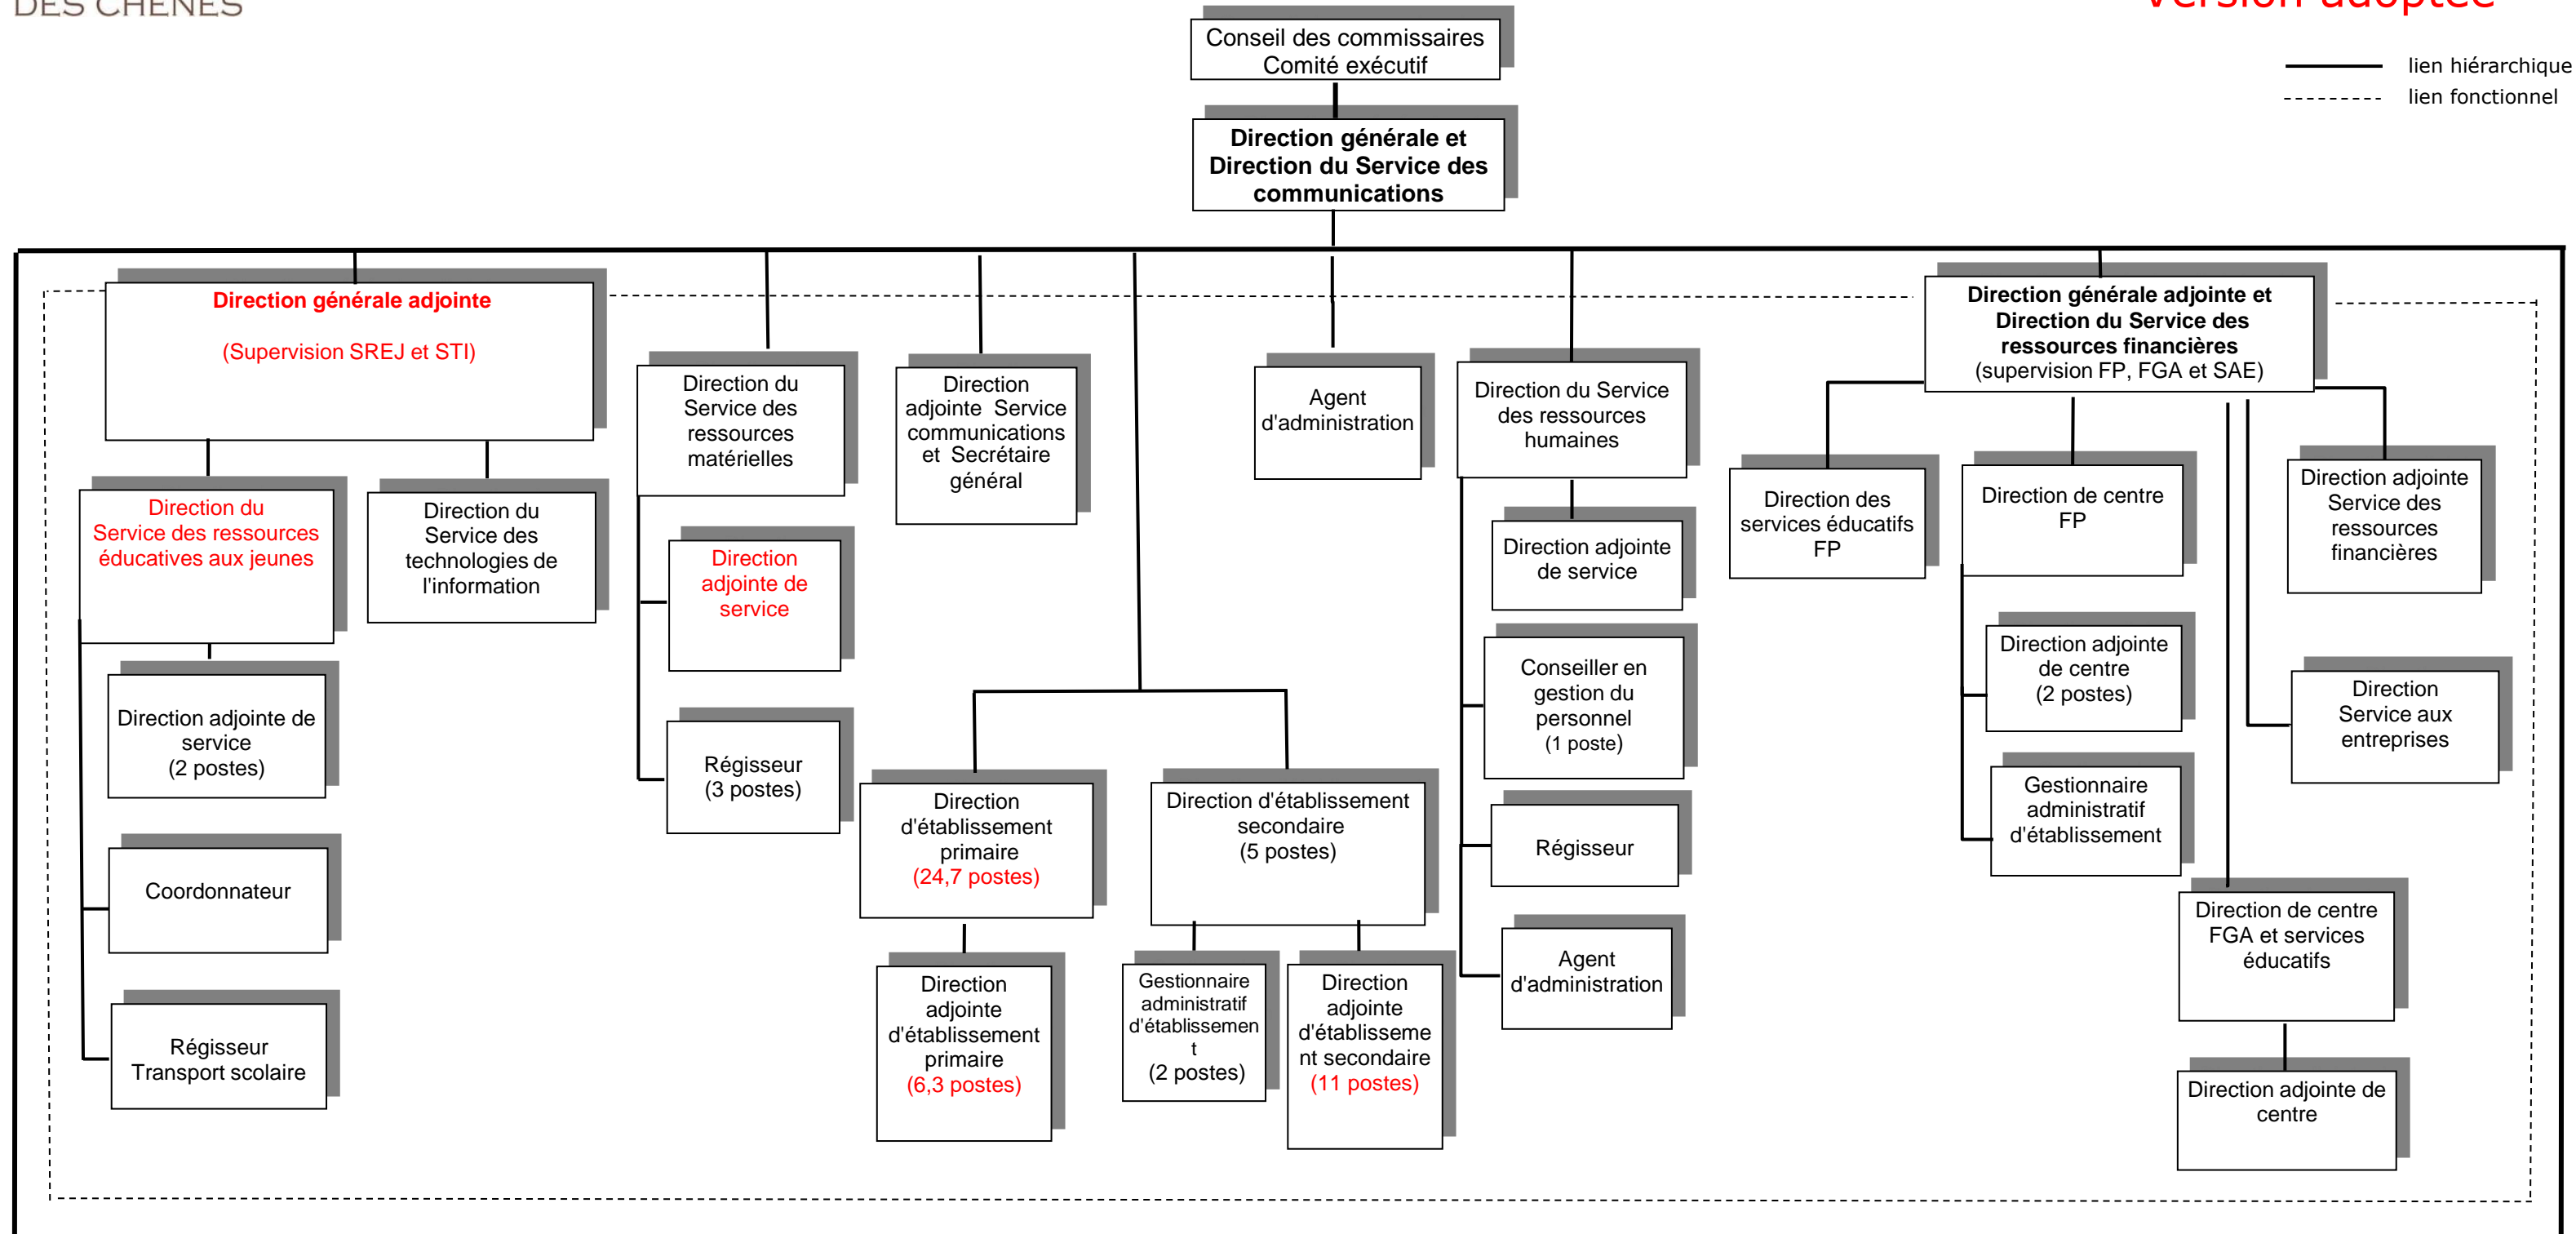 DES CHÊNES
Version adoptée
lien hiérarchique
lien fonctionnel
Conseil des commissaires
Comité exécutif
Direction générale et
Direction du Service des
communications
Direction générale adjointe
(Supervision SREJ et STI)
Direction du
Service des ressources
éducatives aux jeunes
Direction adjointe de
service
(2 postes)
Coordonnateur
Régisseur
Transport scolaire
Direction du
Service des
technologies de
l'information
Direction du
Service des
ressources
matérielles
Direction
adjointe de
service
Régisseur
(3 postes)
Direction
adjointe Service
communications
et Secrétaire
général
Direction
d'établissement
primaire
(24,7 postes)
Direction
adjointe
d'établissement
primaire
(6,3 postes)
Direction d'établissement
secondaire
(5 postes)
Gestionnaire
administratif
d'établissemen
t
(2 postes)
Direction
adjointe
d'établisseme
nt secondaire
(11 postes)
Agent
d'administration
Direction du Service
des ressources
humaines
Direction adjointe
de service
Conseiller en
gestion du
personnel
(1 poste)
Régisseur
Agent
d'administration
Direction générale adjointe et
Direction du Service des
ressources financières
(supervision FP, FGA et SAE)
Direction des
services éducatifs
FP
Direction de centre
FP
Direction adjointe
de centre
(2 postes)
Gestionnaire
administratif
d'établissement
Direction adjointe
Service des
ressources
financières
Direction
Service aux
entreprises
Direction de centre
FGA et services
éducatifs
Direction adjointe de
centre